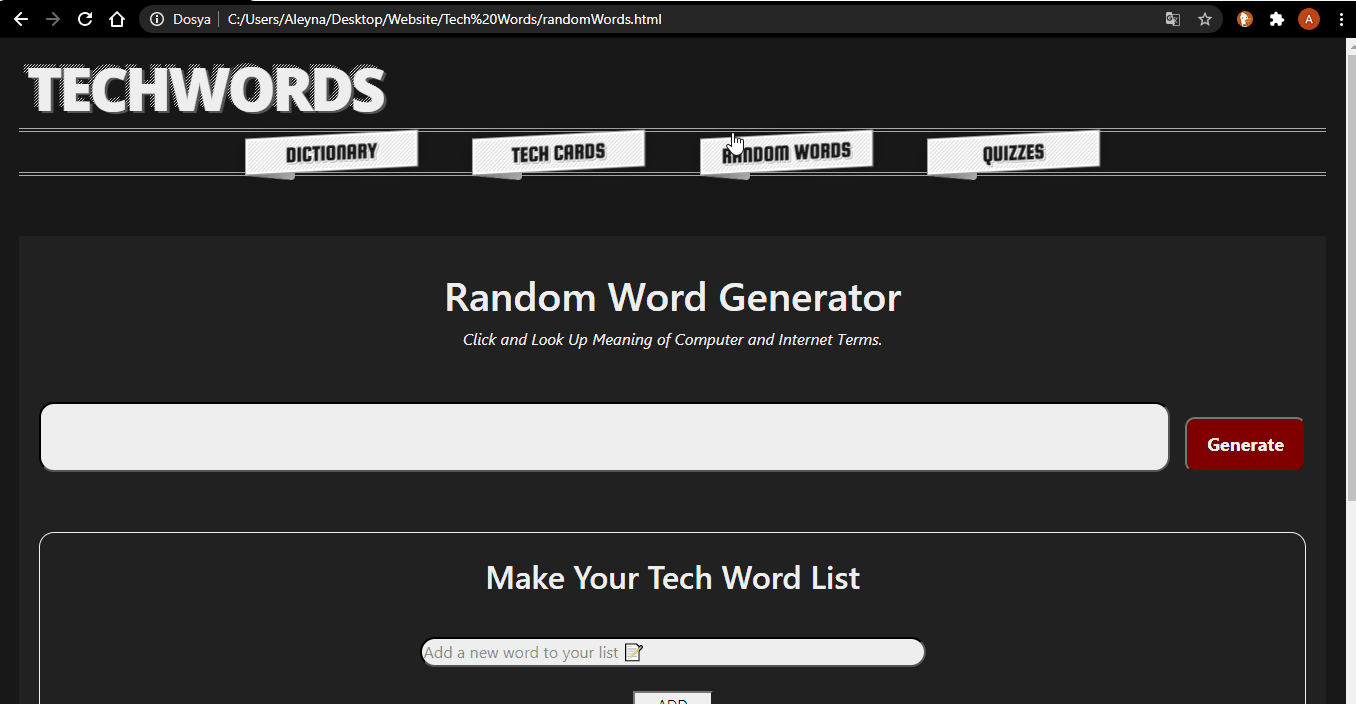 Dosya
C:/Users/Aleyna/Desktop/Website/Tech%20Words/randomWords.html
A
TECHWORDS
DICTIONARY
TECH CARDS
RANDOM WORDS
QUIZZES
Random Word Generator
Click and Look Up Meaning of Computer and Internet Terms.
Generate
Make Your Tech Word List
Add a new word to your list 📝
ADD